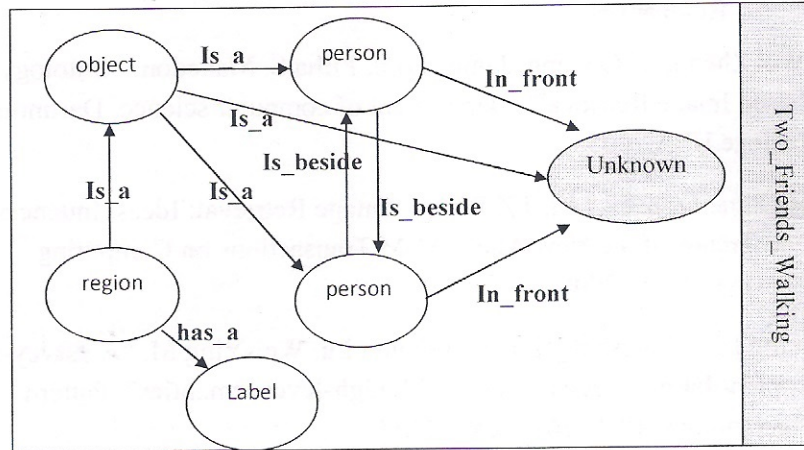 object
Is_a
person
In_front
Is_a
Unknown
Is_a
Is_a
Is_beside
Is_beside
region
person
In_front
has_a
Label
Two_Friends_Walking